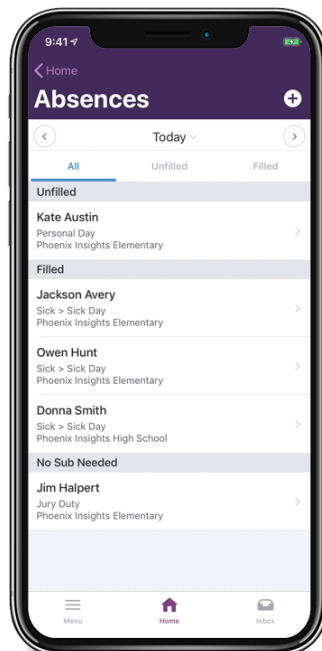 9:41
Home
Absences
Today
All Unfilled Filled
Unfilled
Kate Austin
Personal Day
Phoenix Insights Elementary
Filled
Jackson Avery
Sick > Sick Day
Phoenix Insights Elementary
Owen Hunt
Sick > Sick Day
Phoenix Insights Elementary
Donna Smith
Sick > Sick Day
Phoenix Insights High School
No Sub Needed
Jim Halpert
Jury Duty
Phoenix Insights Elementary
Menu Home Inbox